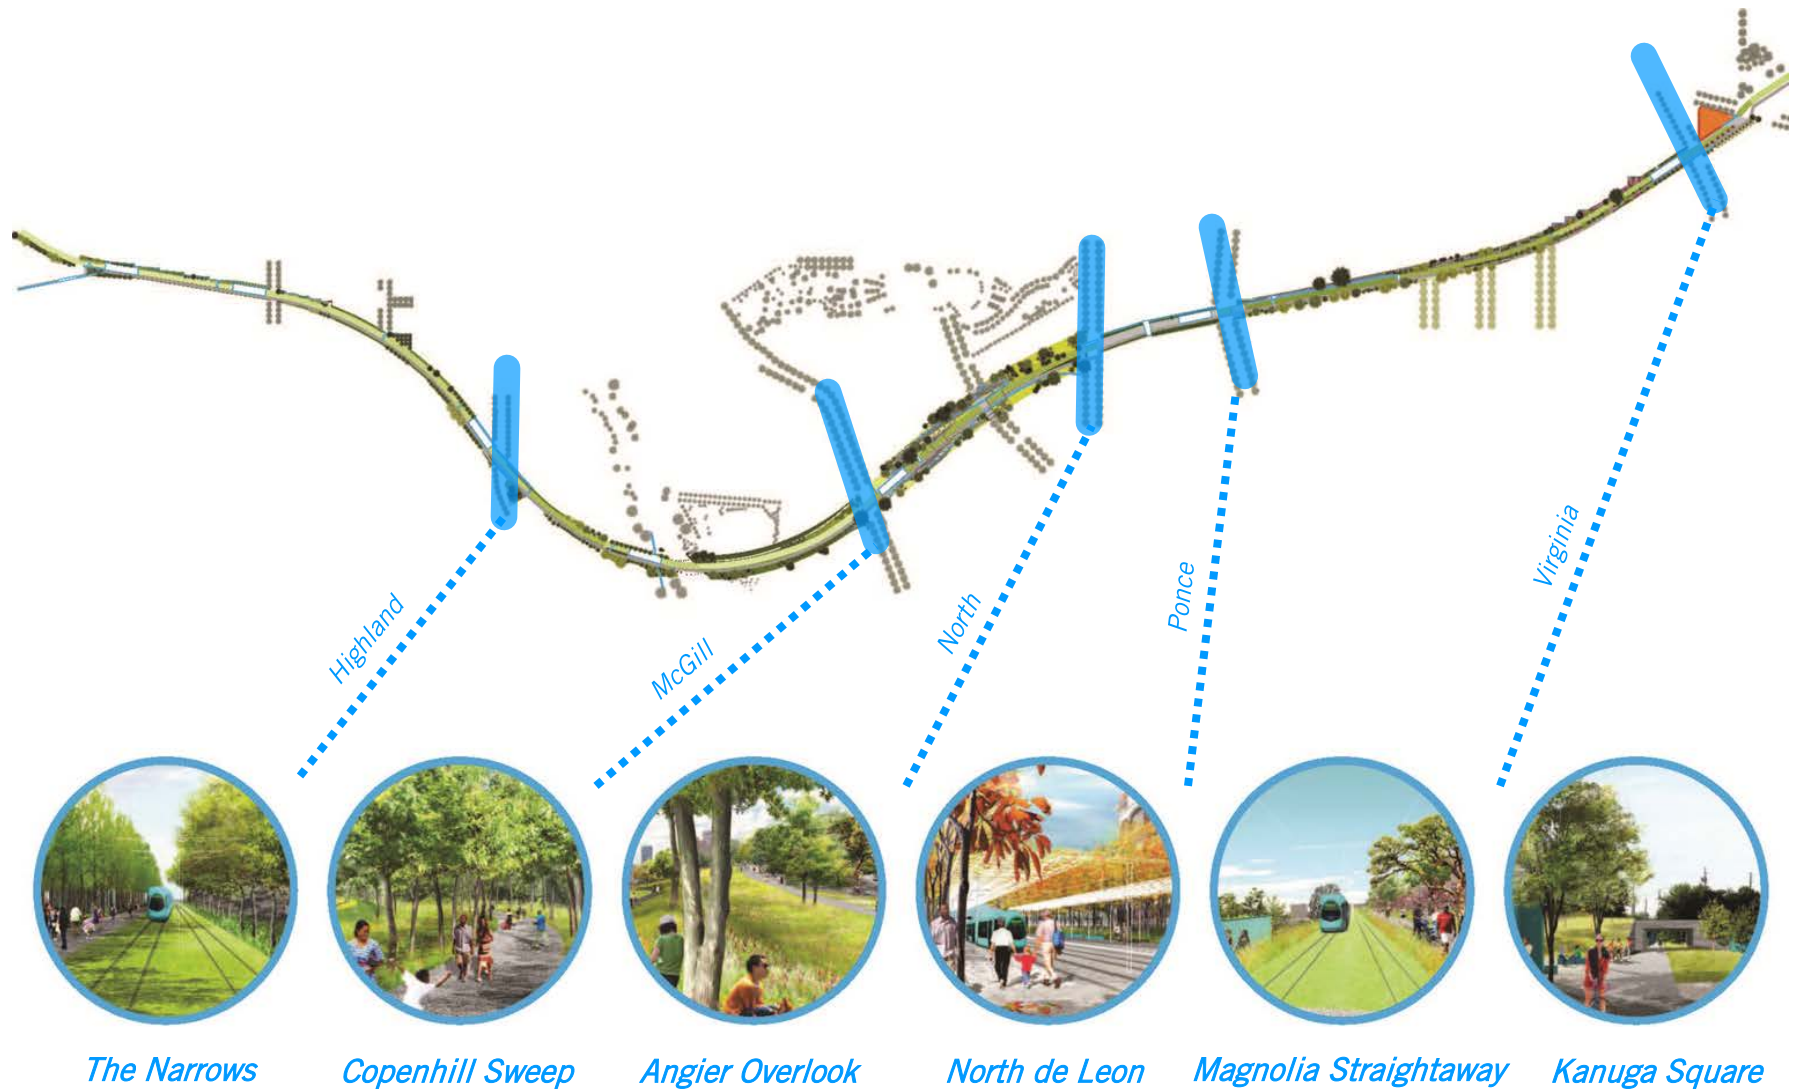 Highland
McGill
North
Ponce
Virginia
The Narrows
Copenhill Sweep
Angier Overlook
North de Leon
Magnolia Straightaway
Kanuga Square